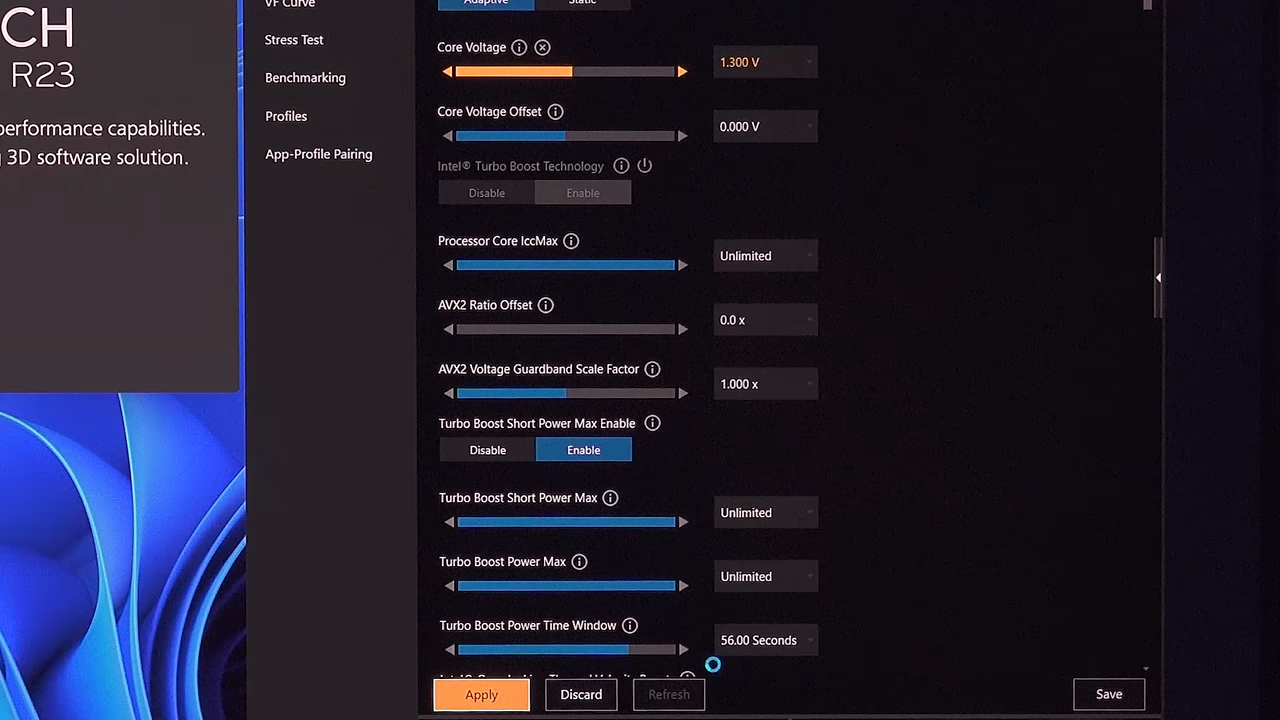 CH
R23
performance capabilities.
3D software solution.
VF Curve
Stress Test
Benchmarking
Profiles
App-Profile Pairing
Adaptive
Static
Core Voltage
1.300 V
Core Voltage Offset
0.000 V
Intel® Turbo Boost Technology
Disable
Enable
Processor Core IccMax
Unlimited
AVX2 Ratio Offset
0.0 x
AVX2 Voltage Guardband Scale Factor
1.000 x
Turbo Boost Short Power Max Enable
Disable
Enable
Turbo Boost Short Power Max
Unlimited
Turbo Boost Power Max
Unlimited
Turbo Boost Power Time Window
56.00 Seconds
Apply
Discard
Refresh
Save